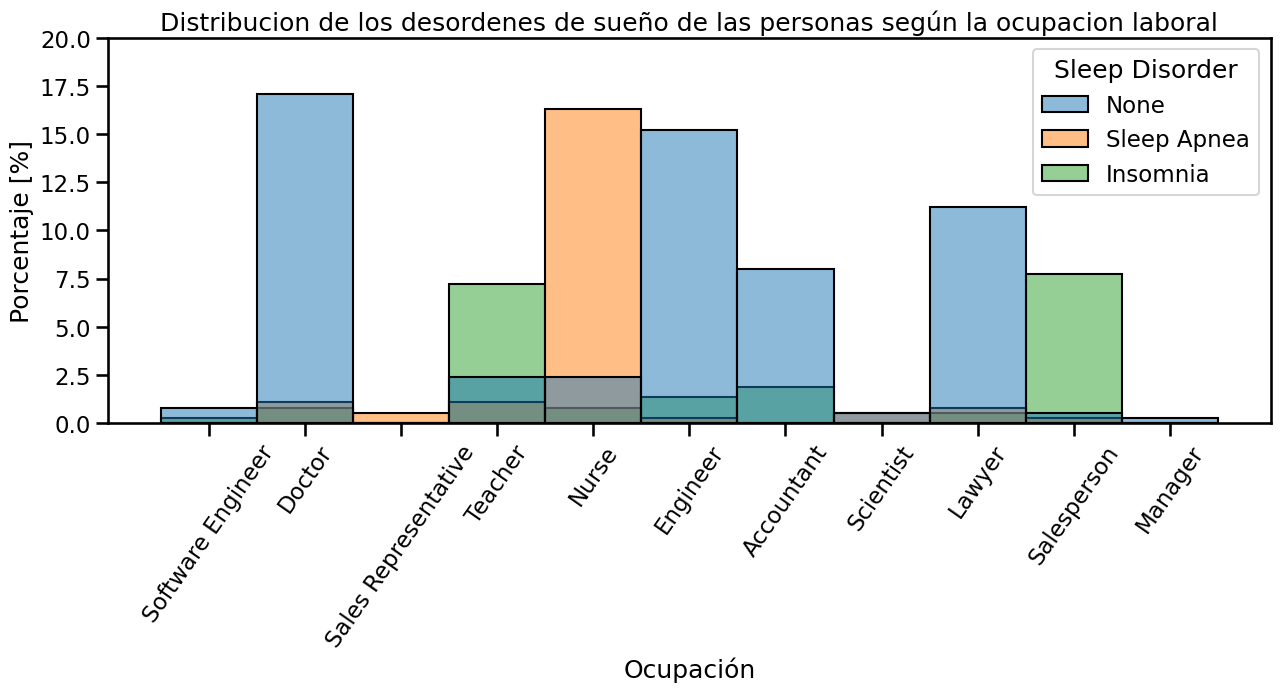 Distribucion de los desordenes de sueño de las personas según la ocupacion laboral
Porcentaje [%]
20.0
17.5
15.0
12.5
10.0
7.5
5.0
2.5
0.0
Sleep Disorder
None
Sleep Apnea
Insomnia
Software Engineer
Doctor
Sales Representative
Teacher
Nurse
Engineer
Accountant
Scientist
Lawyer
Salesperson
Manager
Ocupación